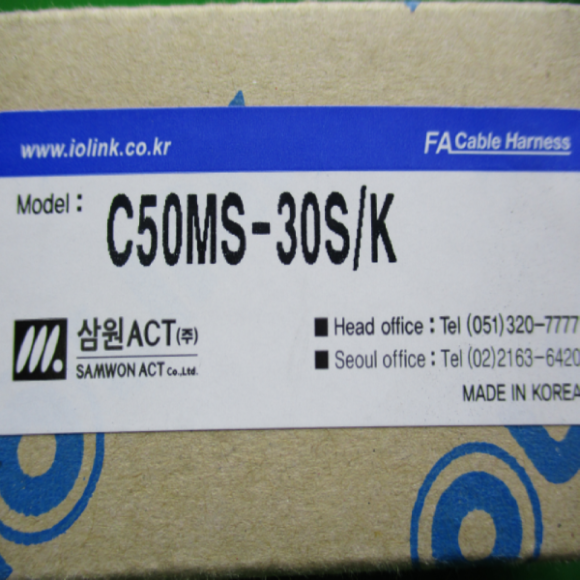 www.iolink.co.kr
FA Cable Harness
Model : C50MS-30S/K
삼원ACT(주)
SAMWON ACT Co.,Ltd.
■ Head office : Tel (051)320-7777
■ Seoul office : Tel (02)2163-6420
MADE IN KOREA